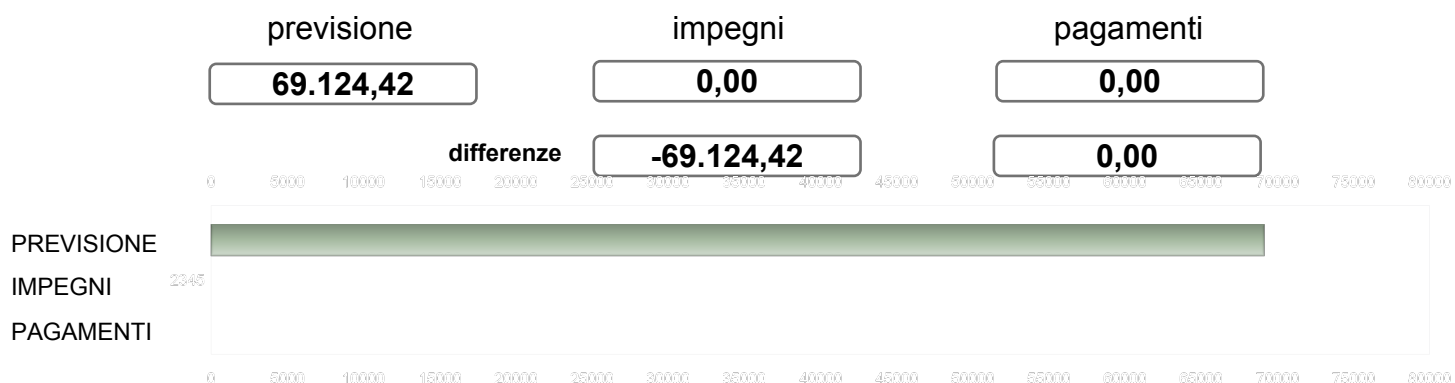 previsione impegni pagamenti
69.124,42 0,00 0,00
differenze -69.124,42 0,00
0 5000 10000 15000 20000 25000 30000 35000 40000 45000 50000 55000 60000 65000 70000 75000 80000
PREVISIONE
2345
IMPEGNI
PAGAMENTI
0 5000 10000 15000 20000 25000 30000 35000 40000 45000 50000 55000 60000 65000 70000 75000 80000